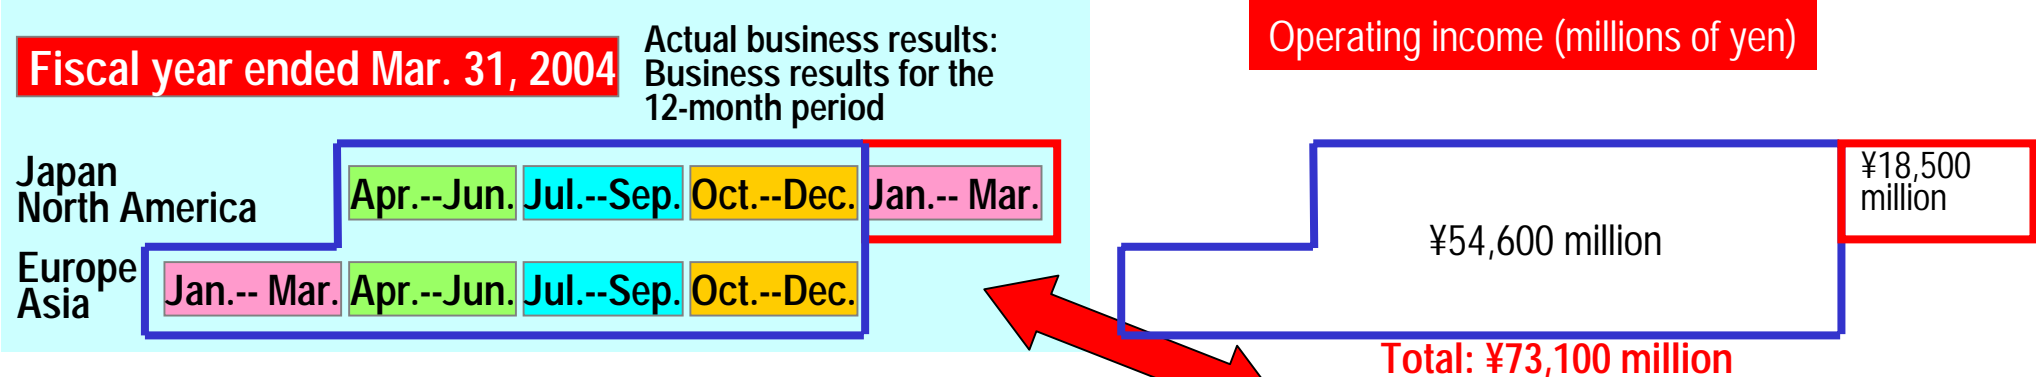 Fiscal year ended Mar. 31, 2004
Actual business results:
Business results for the
12-month period
Operating income (millions of yen)
Japan
North America
Apr.--Jun. Jul.--Sep. Oct.--Dec. Jan.-- Mar.
Europe
Asia
Jan.-- Mar. Apr.--Jun. Jul.--Sep. Oct.--Dec.
¥18,500
million
¥54,600 million
Total: ¥73,100 million